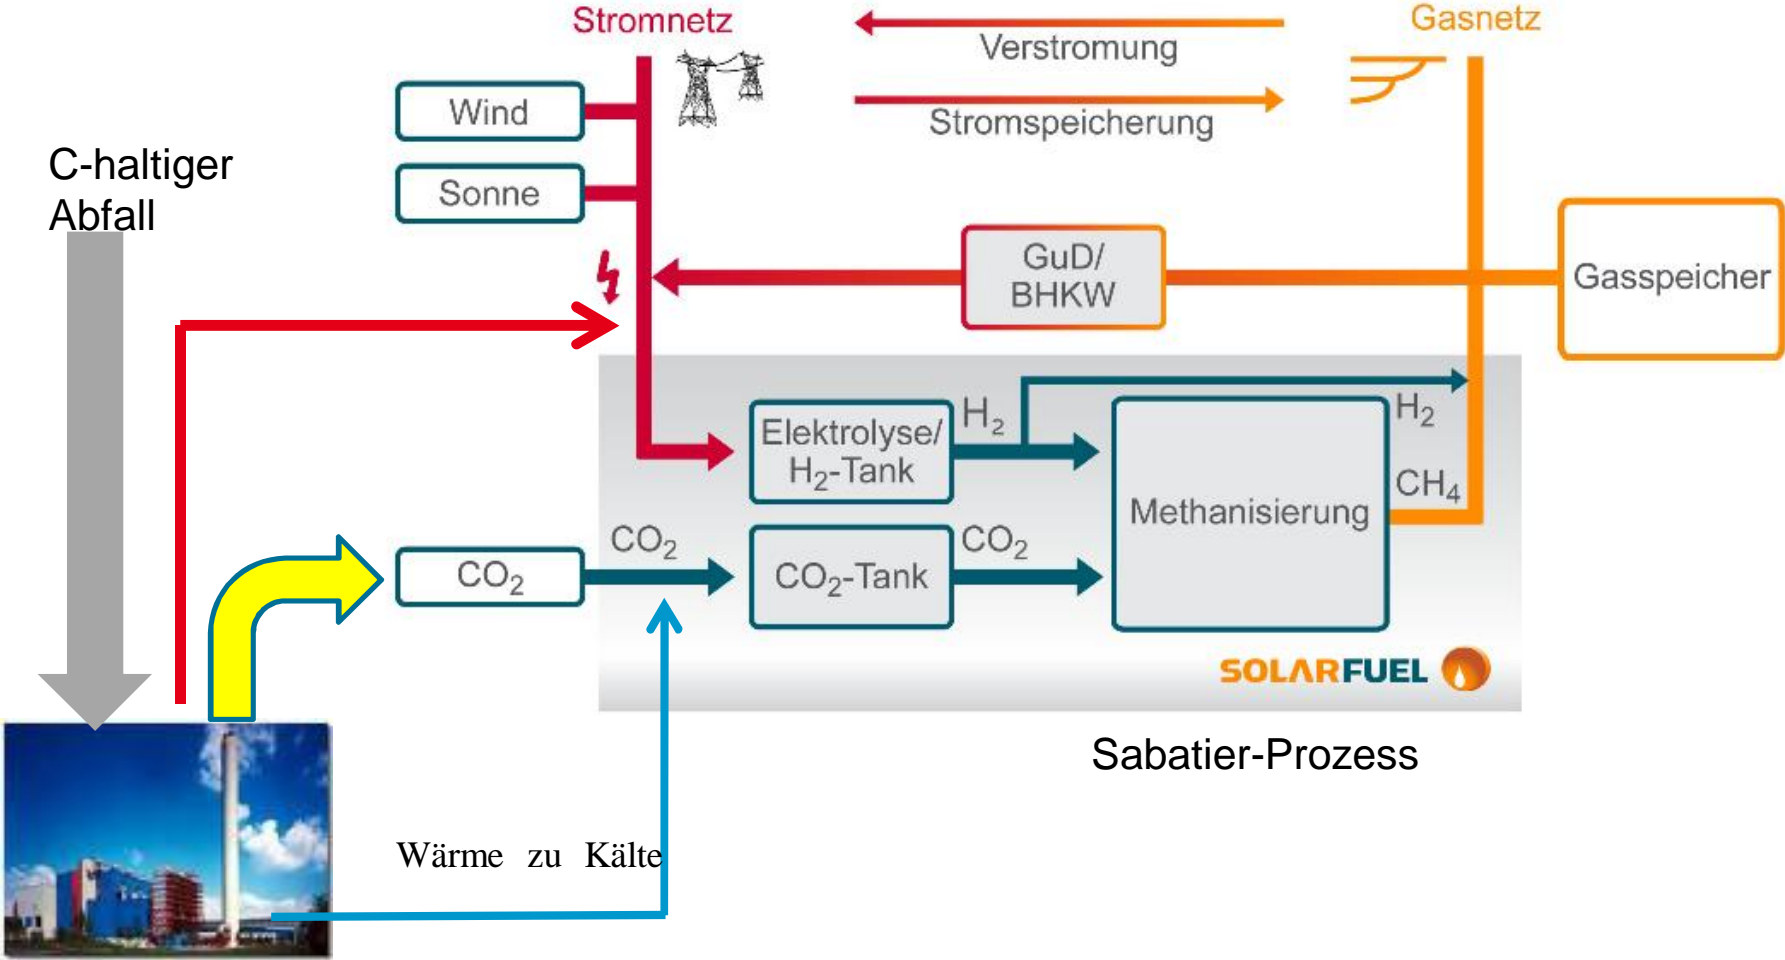 Stromnetz
Gasnetz
Verstromung
Stromspeicherung
Wind
Sonne
C-haltiger
Abfall
GuD/
BHKW
Gasspeicher
Elektrolyse/
H₂-Tank
H₂
H₂
CH₄
Methanisierung
CO₂
CO₂
CO₂-Tank
CO₂
SOLARFUEL
Sabatier-Prozess
Wärme zu Kälte